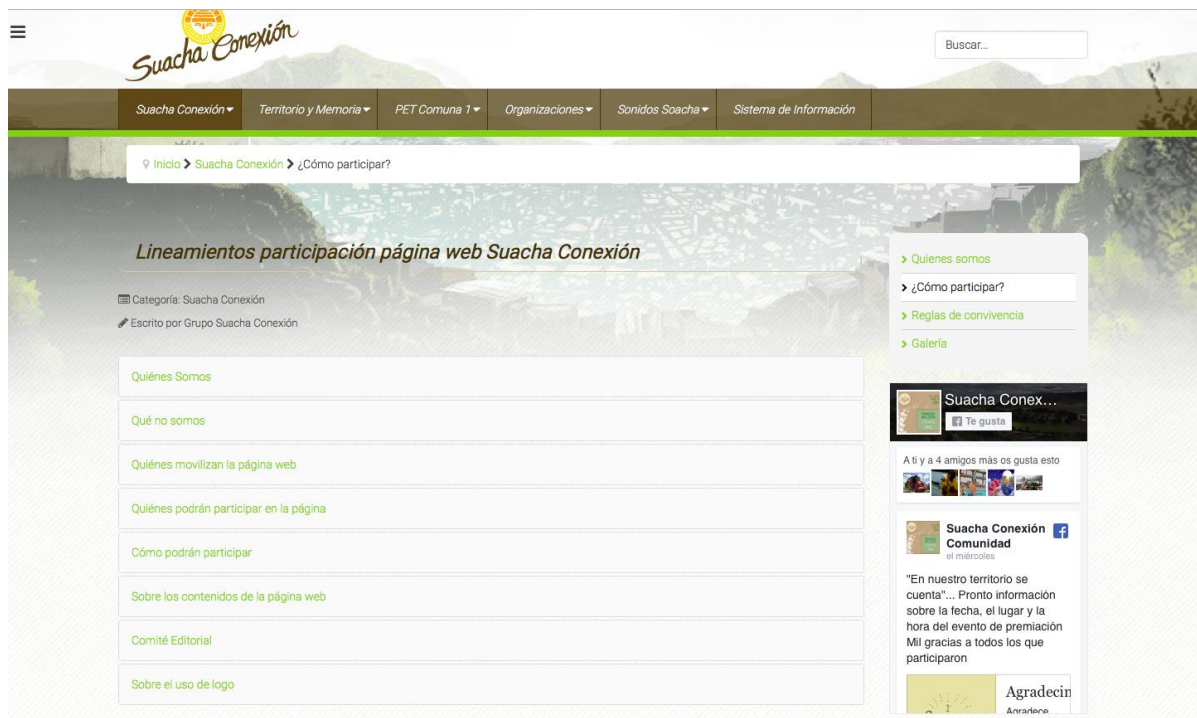 Suacha Conexión
Buscar...
Suacha Conexión
Territorio y Memoria
PET Comuna 1
Organizaciones
Sonidos Soacha
Sistema de Información
Inicio > Suacha Conexión > ¿Cómo participar?
Lineamientos participación página web Suacha Conexión
Categoría: Suacha Conexión
Escrito por Grupo Suacha Conexión
Quiénes Somos
Qué no somos
Quiénes movilizan la página web
Quiénes podrán participar en la página
Cómo podrán participar
Sobre los contenidos de la página web
Comité Editorial
Sobre el uso de logo
Quienes somos
¿Cómo participar?
Reglas de convivencia
Galería
Suacha Conex...
Te gusta
A ti y a 4 amigos más os gusta esto
Suacha Conexión
Comunidad
el miércoles
"En nuestro territorio se
cuenta"... Pronto información
sobre la fecha, el lugar y la
hora del evento de premiación
Mil gracias a todos los que
participaron
Agradecin
Agradece